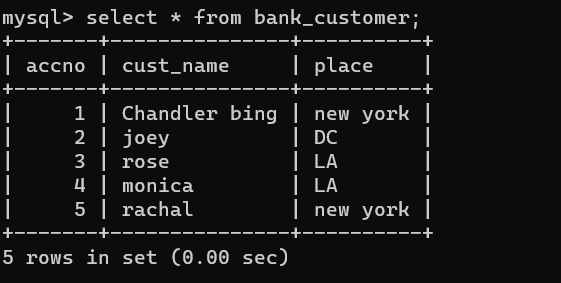 mysql> select * from bank_customer;
+-------+---------------+----------+
| accno | cust_name     | place    |
+-------+---------------+----------+
|     1 | Chandler bing | new york |
|     2 | joey          | DC       |
|     3 | rose          | LA       |
|     4 | monica        | LA       |
|     5 | rachal        | new york |
+-------+---------------+----------+
5 rows in set (0.00 sec)